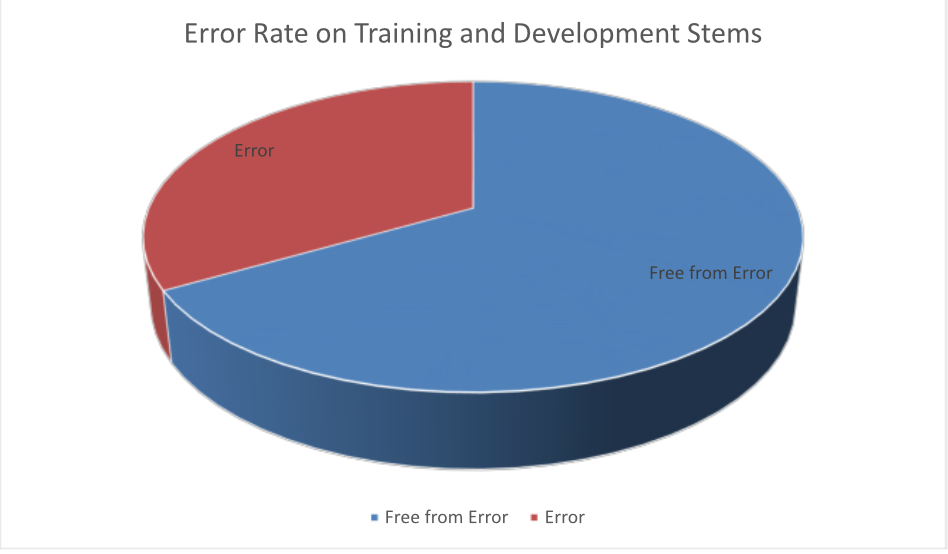 Error Rate on Training and Development Stems
Error
Free from Error
Free from Error
Error